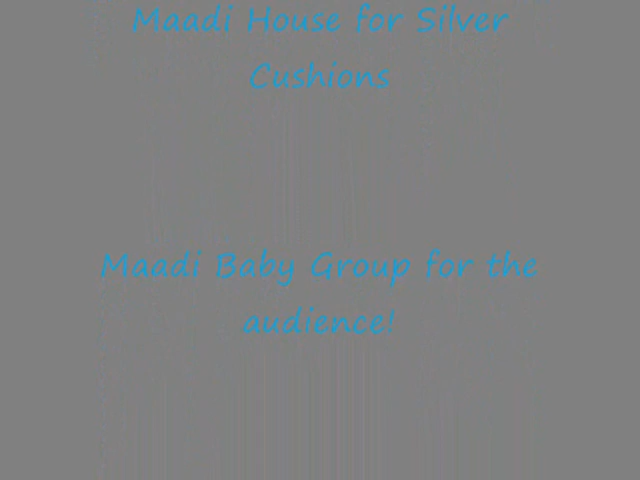 Maadi House for Silver
Cushions
Maadi Baby Group for the
audience!